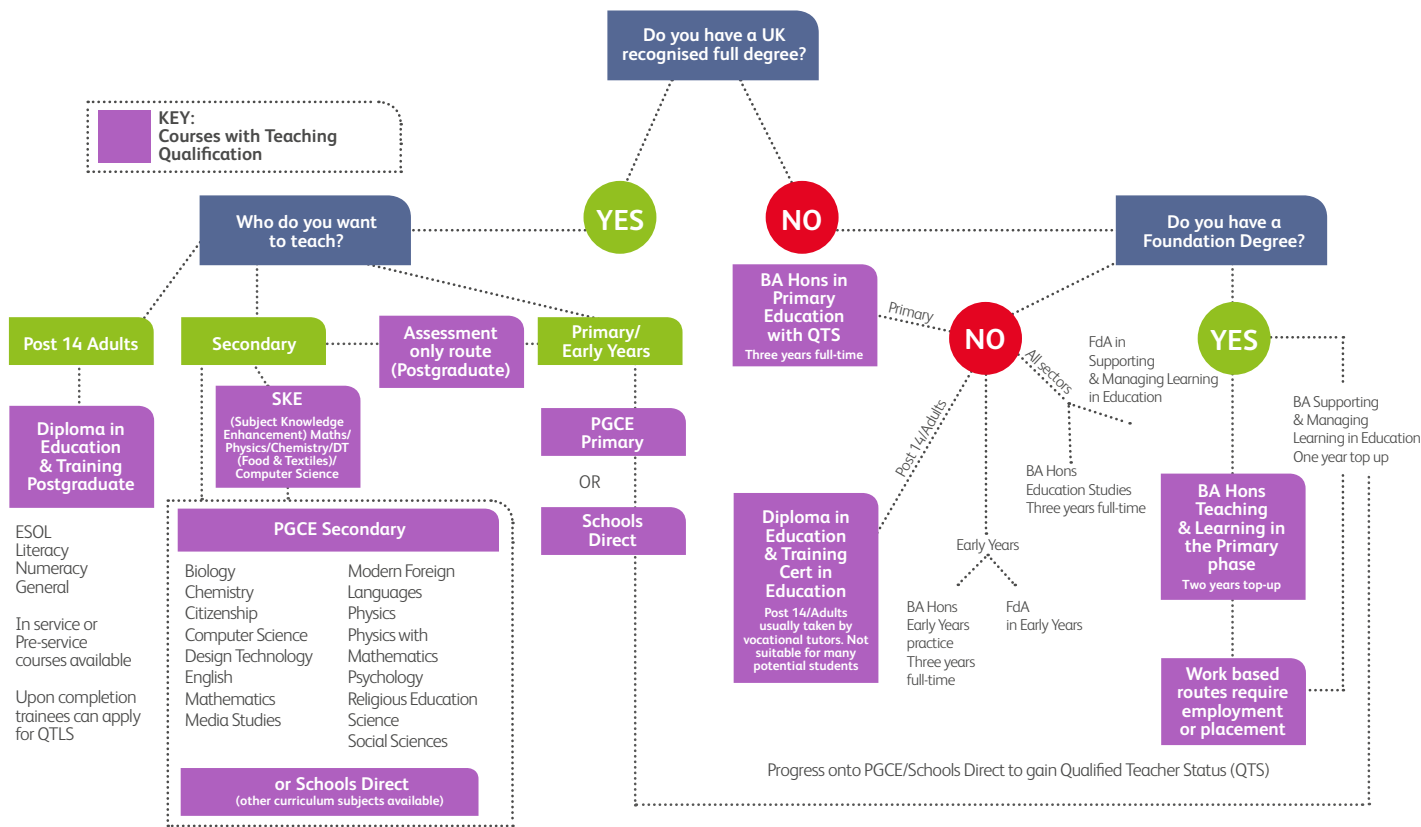 Do you have a UK
recognised full degree?
KEY:
Courses with Teaching
Qualification
YES
NO
Who do you want
to teach?
Do you have a
Foundation Degree?
Post 14 Adults
Secondary
Assessment
only route
(Postgraduate)
Primary/
Early Years
Diploma in
Education
& Training
Postgraduate
ESOL
Literacy
Numeracy
General
In service or
Pre-service
courses available
Upon completion
trainees can apply
for QTLS
SKE
(Subject Knowledge
Enhancement) Maths/
Physics/Chemistry/DT
(Food & Textiles)/
Computer Science
PGCE Secondary
Biology
Chemistry
Citizenship
Computer Science
Design Technology
English
Mathematics
Media Studies
Modern Foreign
Languages
Physics
Physics with
Mathematics
Psychology
Religious Education
Science
Social Sciences
or Schools Direct
(other curriculum subjects available)
PGCE
Primary
OR
Schools
Direct
BA Hons in
Primary
Education
with QTS
Three years full-time
Primary
NO
All sectors
FdA in
Supporting
& Managing Learning
in Education
BA Hons
Education Studies
Three years full-time
Post 14/Adults
Diploma in
Education
& Training
Cert in
Education
Post 14/Adults
usually taken by
vocational tutors. Not
suitable for many
potential students
Early Years
BA Hons
Early Years
practice
Three years
full-time
FdA
in Early Years
YES
BA Supporting
& Managing
Learning in Education
One year top up
BA Hons
Teaching
& Learning in
the Primary
phase
Two years top-up
Work based
routes require
employment
or placement
Progress onto PGCE/Schools Direct to gain Qualified Teacher Status (QTS)